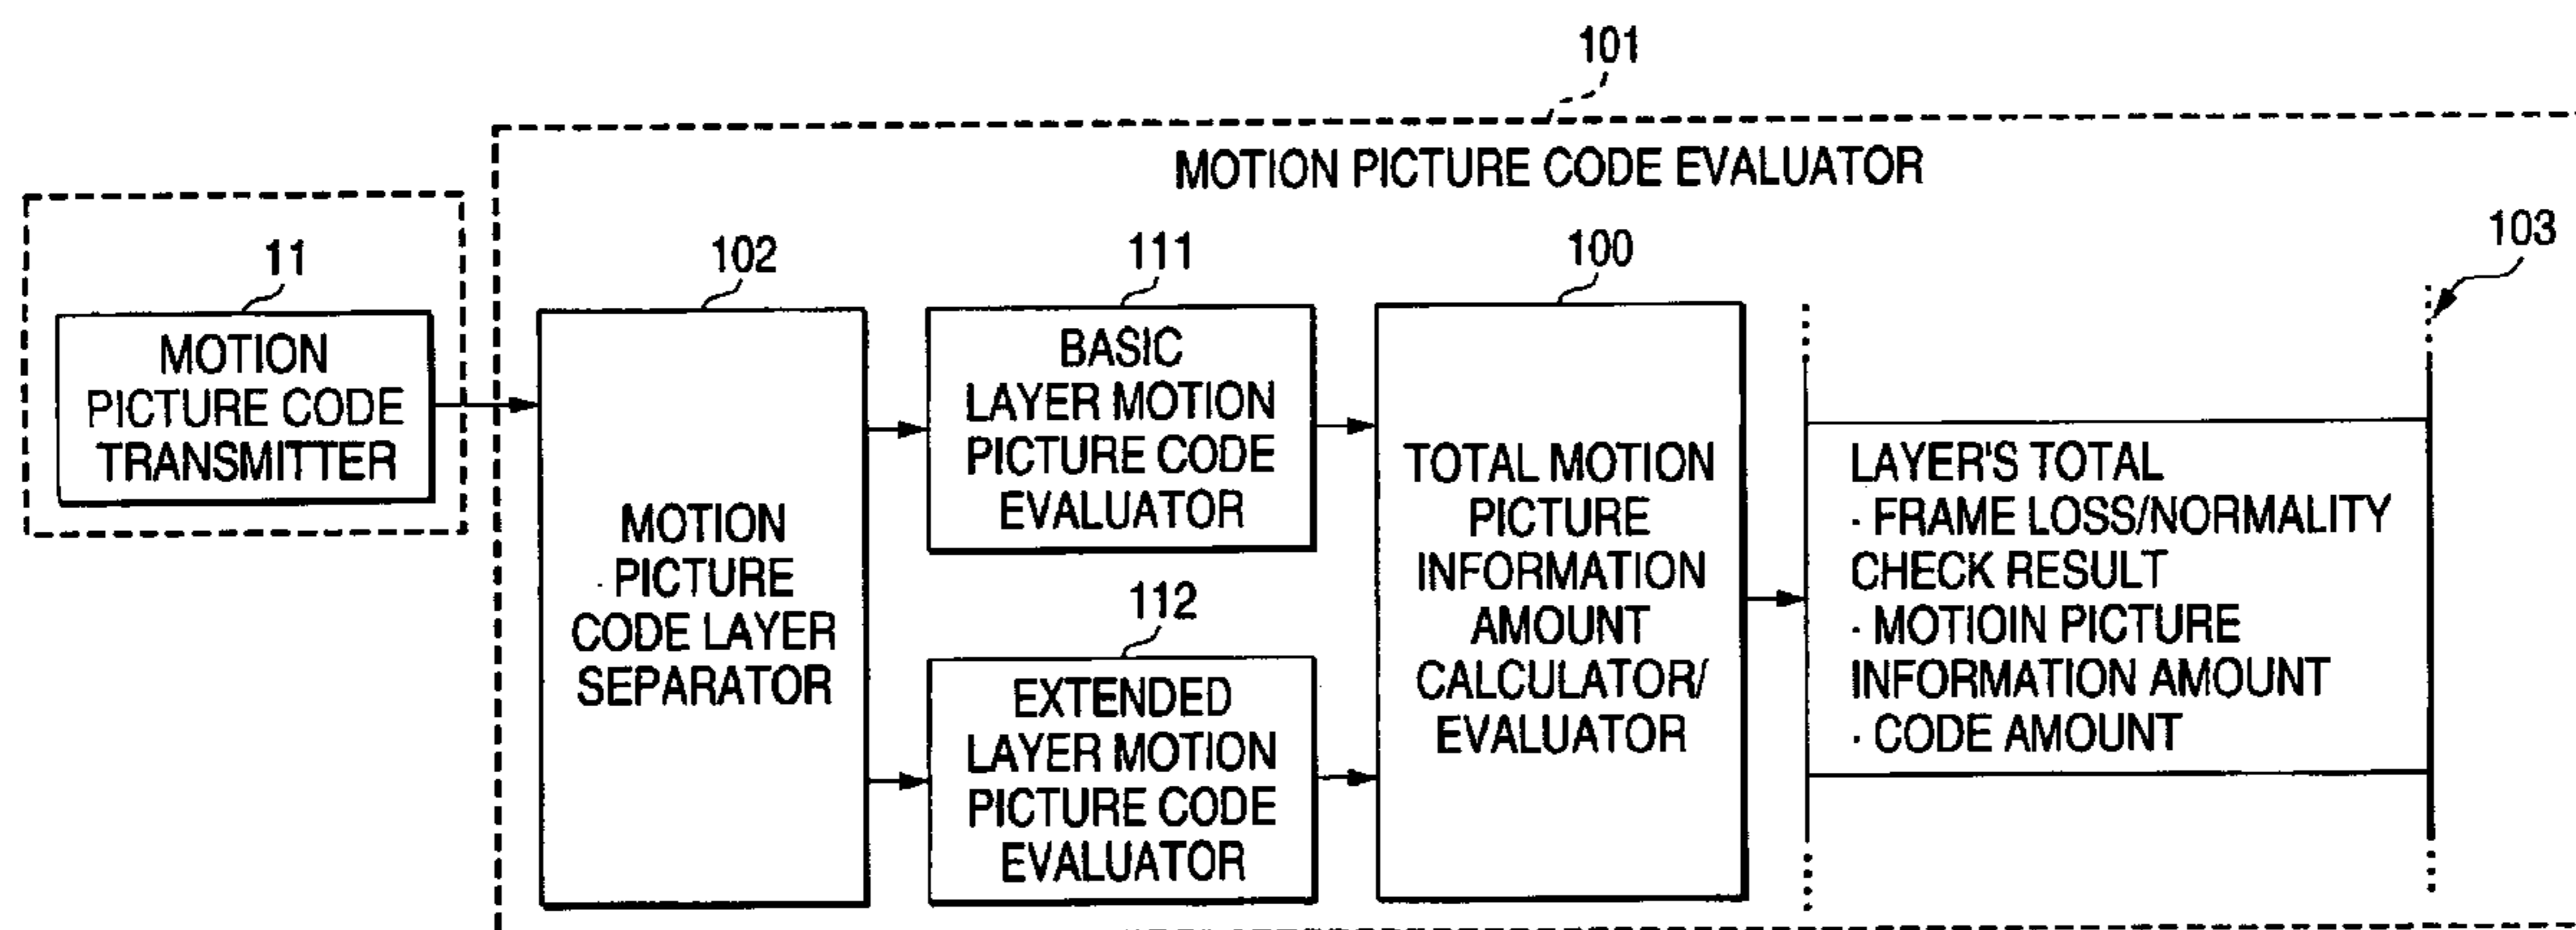 101
MOTION PICTURE CODE EVALUATOR
103
11
102
111
100
MOTION
PICTURE CODE
TRANSMITTER
MOTION
PICTURE
CODE LAYER
SEPARATOR
BASIC
LAYER MOTION
PICTURE CODE
EVALUATOR
112
EXTENDED
LAYER MOTION
PICTURE CODE
EVALUATOR
TOTAL MOTION
PICTURE
INFORMATION
AMOUNT
CALCULATOR/
EVALUATOR
LAYER'S TOTAL
· FRAME LOSS/NORMALITY
CHECK RESULT
· MOTIOIN PICTURE
INFORMATION AMOUNT
· CODE AMOUNT